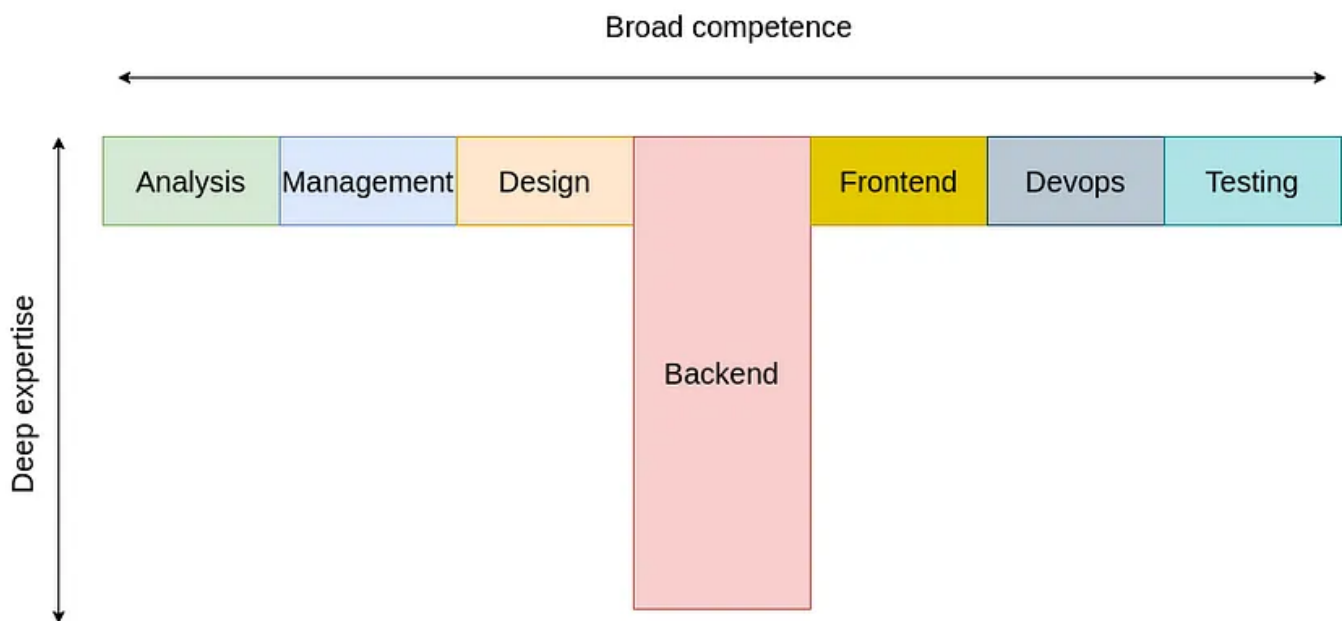 Broad competence
Analysis
Management
Design
Frontend
Devops
Testing
Backend
Deep expertise